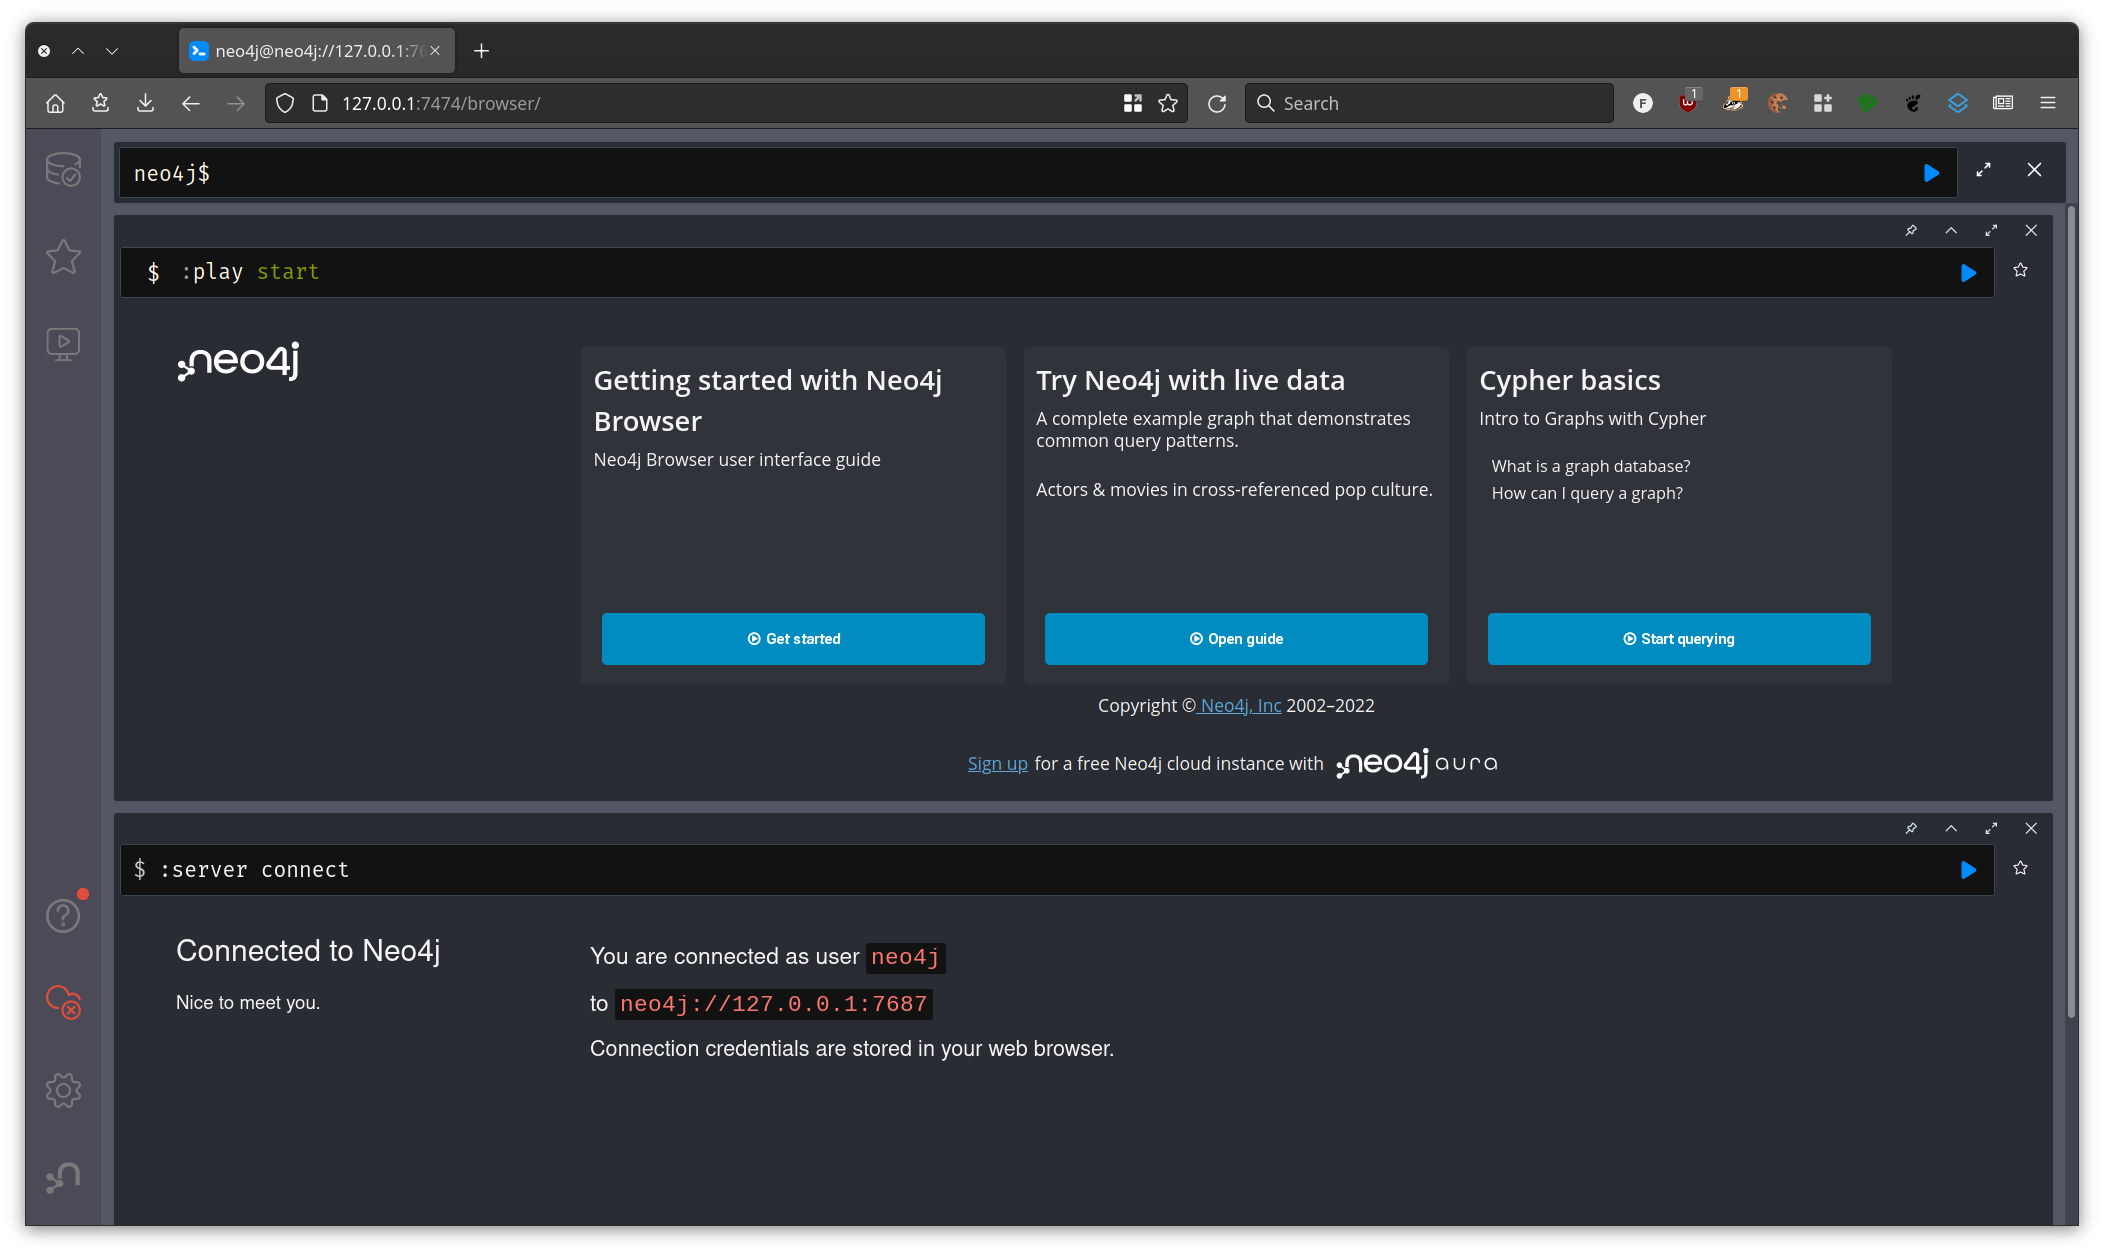 neo4j@neo4j://127.0.0.1:76
127.0.0.1:7474/browser/
Search
F
1
1
neo4j$
$ :play start
neo4j
Getting started with Neo4j
Browser
Neo4j Browser user interface guide
Get started
Try Neo4j with live data
A complete example graph that demonstrates
common query patterns.
Actors & movies in cross-referenced pop culture.
Open guide
Cypher basics
Intro to Graphs with Cypher
What is a graph database?
How can I query a graph?
Start querying
Copyright © Neo4j, Inc 2002–2022
Sign up for a free Neo4j cloud instance with neo4j aura
$ :server connect
Connected to Neo4j
Nice to meet you.
You are connected as user neo4j
to neo4j://127.0.0.1:7687
Connection credentials are stored in your web browser.